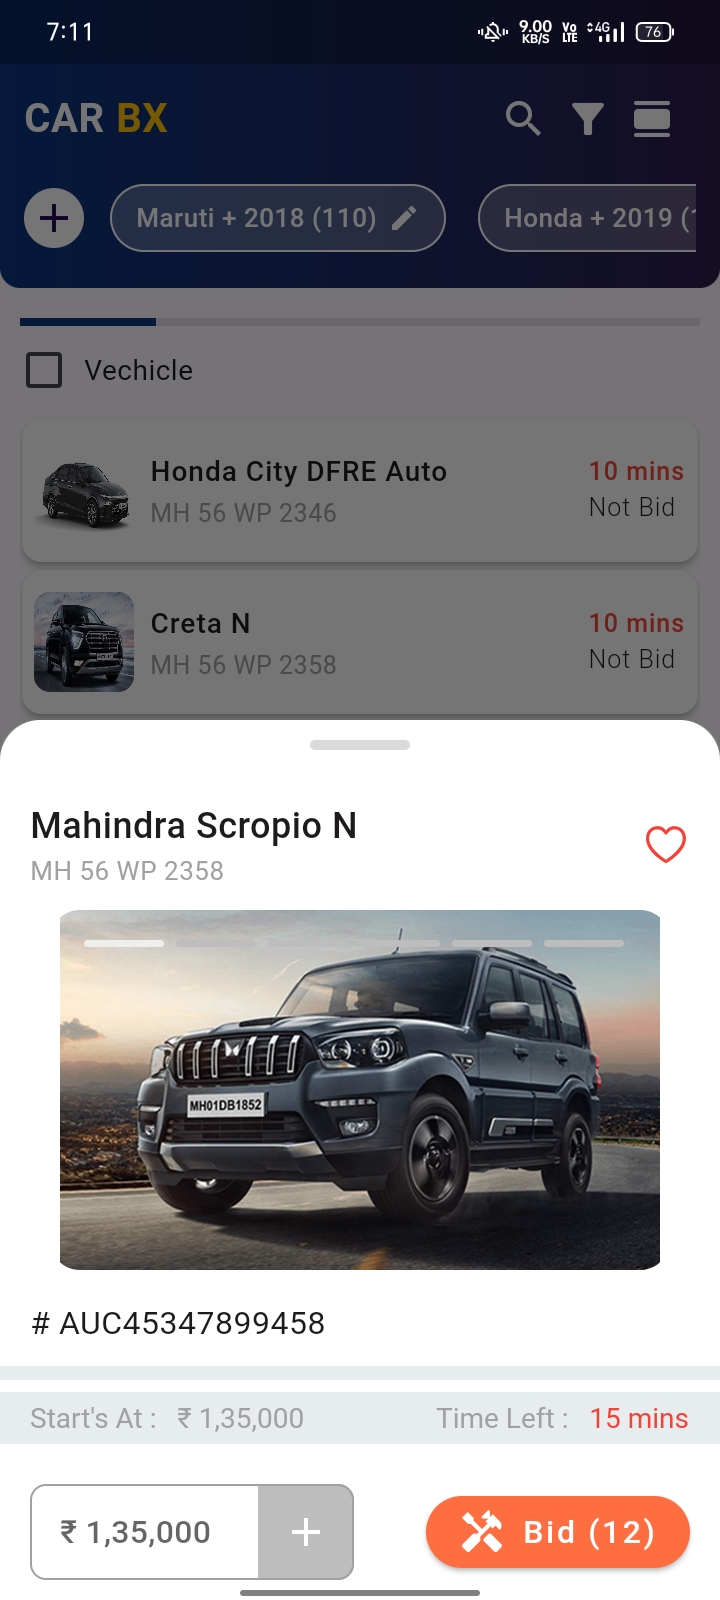 7:11
9.00 KB/S Vo LTE 4G 76
CAR BX
Maruti + 2018 (110) Honda + 2019 (
Vechicle
Honda City DFRE Auto 10 mins
MH 56 WP 2346 Not Bid
Creta N 10 mins
MH 56 WP 2358 Not Bid
Mahindra Scropio N
MH 56 WP 2358
MH01DB1852
# AUC45347899458
Start's At : ₹ 1,35,000 Time Left : 15 mins
₹ 1,35,000 + Bid (12)